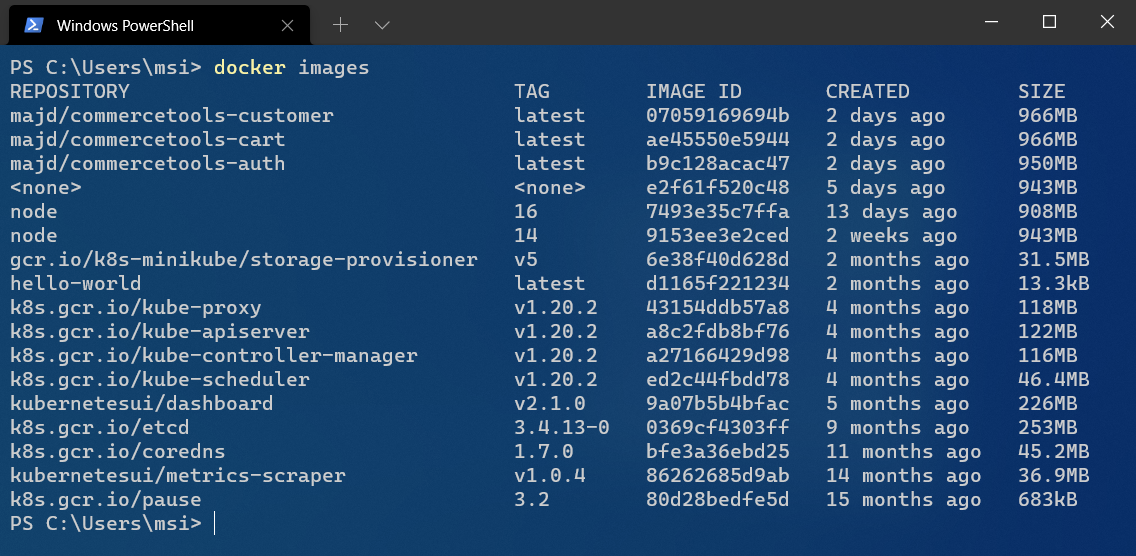 Windows PowerShell
PS C:\Users\msi> docker images
REPOSITORY TAG IMAGE ID CREATED SIZE
majd/commercetools-customer latest 07059169694b 2 days ago 966MB
majd/commercetools-cart latest ae45550e5944 2 days ago 966MB
majd/commercetools-auth latest b9c128acac47 2 days ago 950MB
<none> <none> e2f61f520c48 5 days ago 943MB
node 16 7493e35c7ffa 13 days ago 908MB
node 14 9153ee3e2ced 2 weeks ago 943MB
gcr.io/k8s-minikube/storage-provisioner v5 6e38f40d628d 2 months ago 31.5MB
hello-world latest d1165f221234 2 months ago 13.3kB
k8s.gcr.io/kube-proxy v1.20.2 43154ddb57a8 4 months ago 118MB
k8s.gcr.io/kube-apiserver v1.20.2 a8c2fdb8bf76 4 months ago 122MB
k8s.gcr.io/kube-controller-manager v1.20.2 a27166429d98 4 months ago 116MB
k8s.gcr.io/kube-scheduler v1.20.2 ed2c44fbdd78 4 months ago 46.4MB
kubernetesui/dashboard v2.1.0 9a07b5b4bfac 5 months ago 226MB
k8s.gcr.io/etcd 3.4.13-0 0369cf4303ff 9 months ago 253MB
k8s.gcr.io/coredns 1.7.0 bfe3a36ebd25 11 months ago 45.2MB
kubernetesui/metrics-scraper v1.0.4 86262685d9ab 14 months ago 36.9MB
k8s.gcr.io/pause 3.2 80d28bedfe5d 15 months ago 683kB
PS C:\Users\msi>